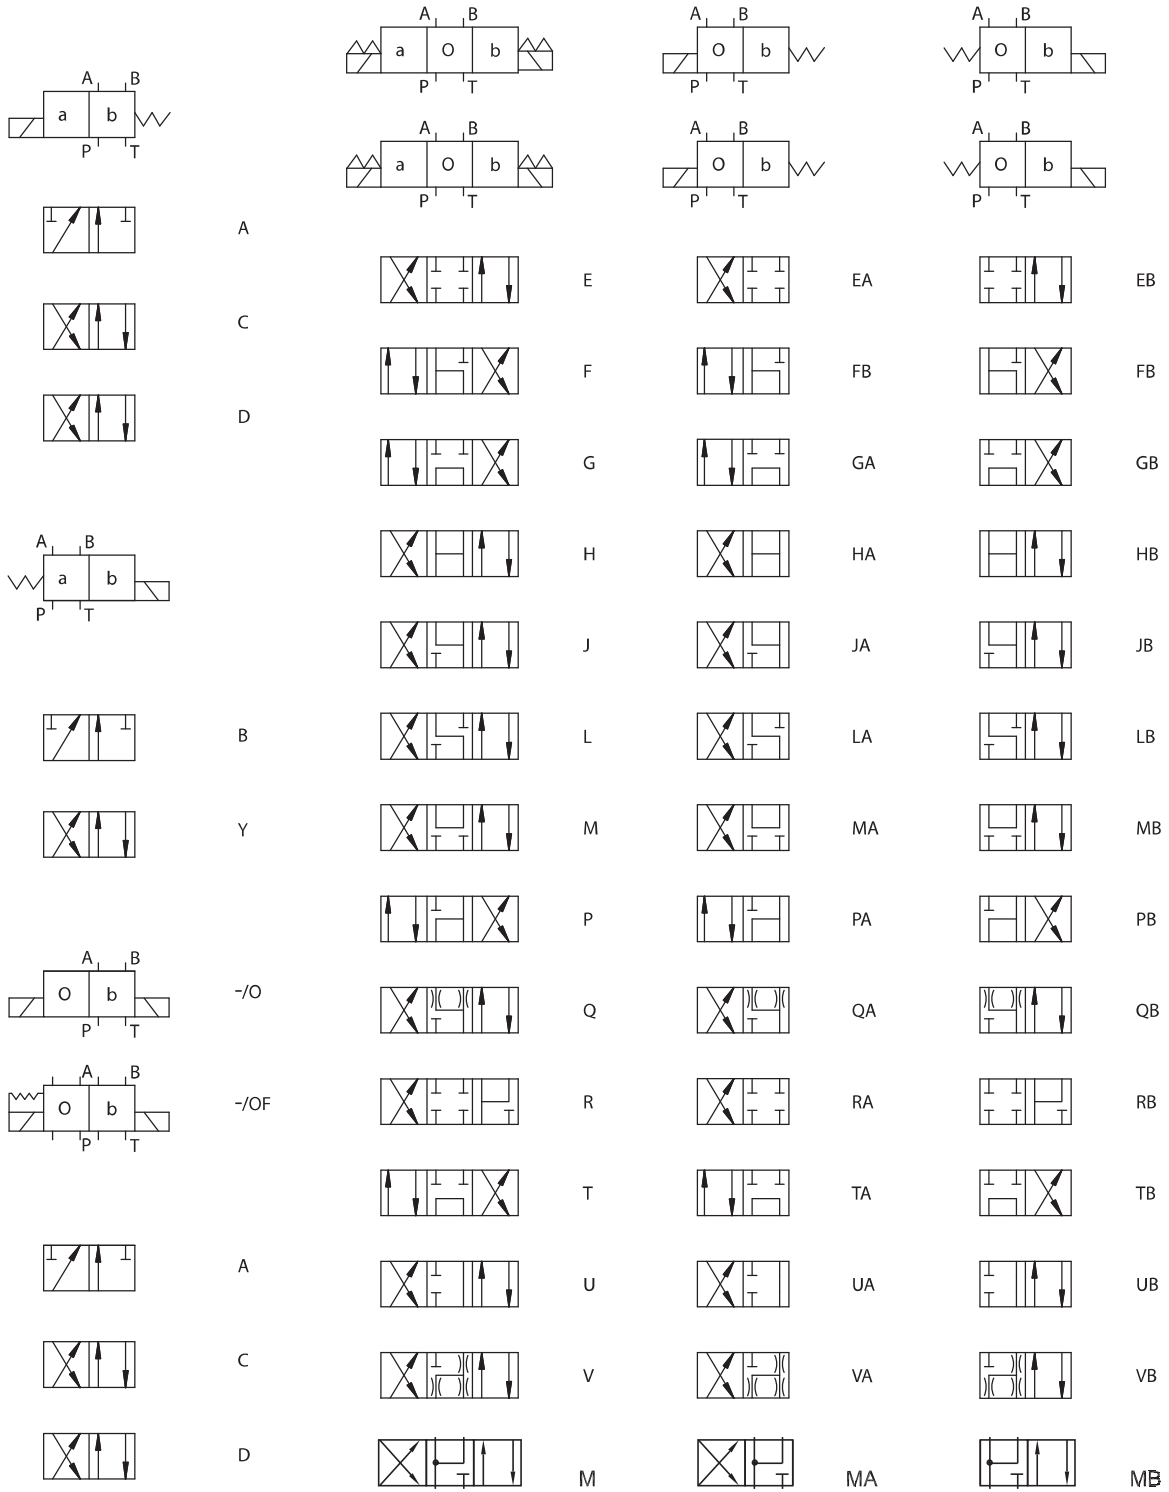 A B
a O b
P T
A B
O b
P T
A B
O b
P T
A B
a b
P T
A B
a O b
P T
A B
O b
P T
A B
O b
P T
A
E EA EB
C
F FB FB
D
G GA GB
A B
a b
P T
H HA HB
J JA JB
B
L LA LB
Y
M MA MB
P PA PB
A B
O b
P T
-/O
Q QA QB
A B
O b
P T
-/OF
R RA RB
T TA TB
A
U UA UB
C
V VA VB
D
M MA MB